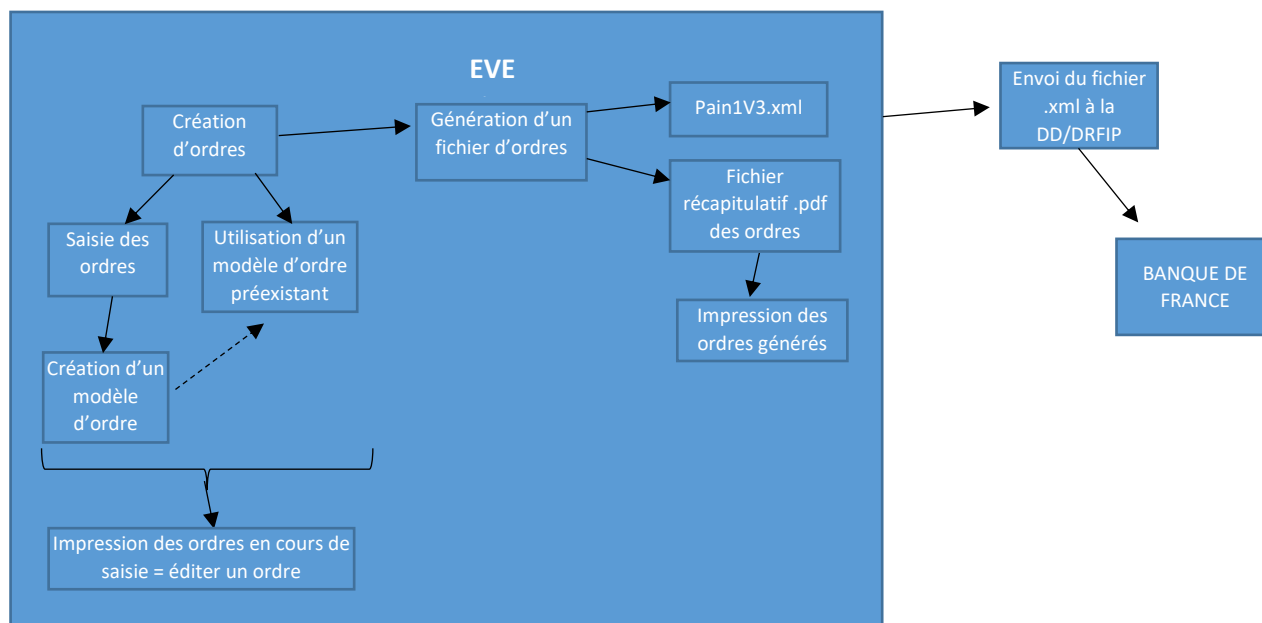 EVE
Création
d’ordres
Génération d’un
fichier d’ordres
Pain1V3.xml
Envoi du fichier
.xml à la
DD/DRFIP
Saisie des
ordres
Utilisation d’un
modèle d’ordre
préexistant
Fichier
récapitulatif .pdf
des ordres
BANQUE DE
FRANCE
Création d’un
modèle
d’ordre
Impression des
ordres générés
Impression des ordres en cours de
saisie = éditer un ordre